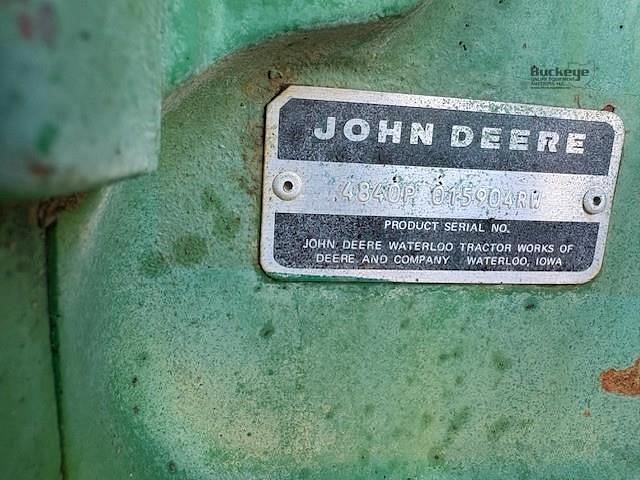 Buckeye
JOHN DEERE
4840P 015904RW
PRODUCT SERIAL NO.
JOHN DEERE WATERLOO TRACTOR WORKS OF
DEERE AND COMPANY WATERLOO, IOWA